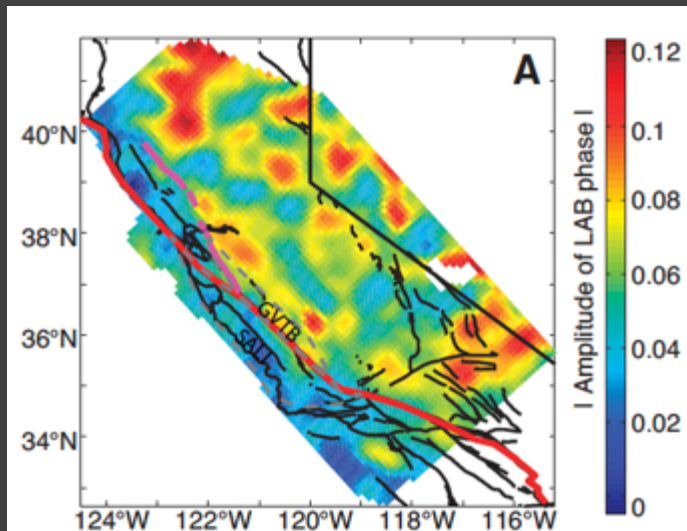 A
40°N
38°N
36°N
34°N
124°W
122°W
120°W
118°W
116°W
GVTB
SALI
0.12
0.1
0.08
0.06
0.04
0.02
0
I Amplitude of LAB phase I